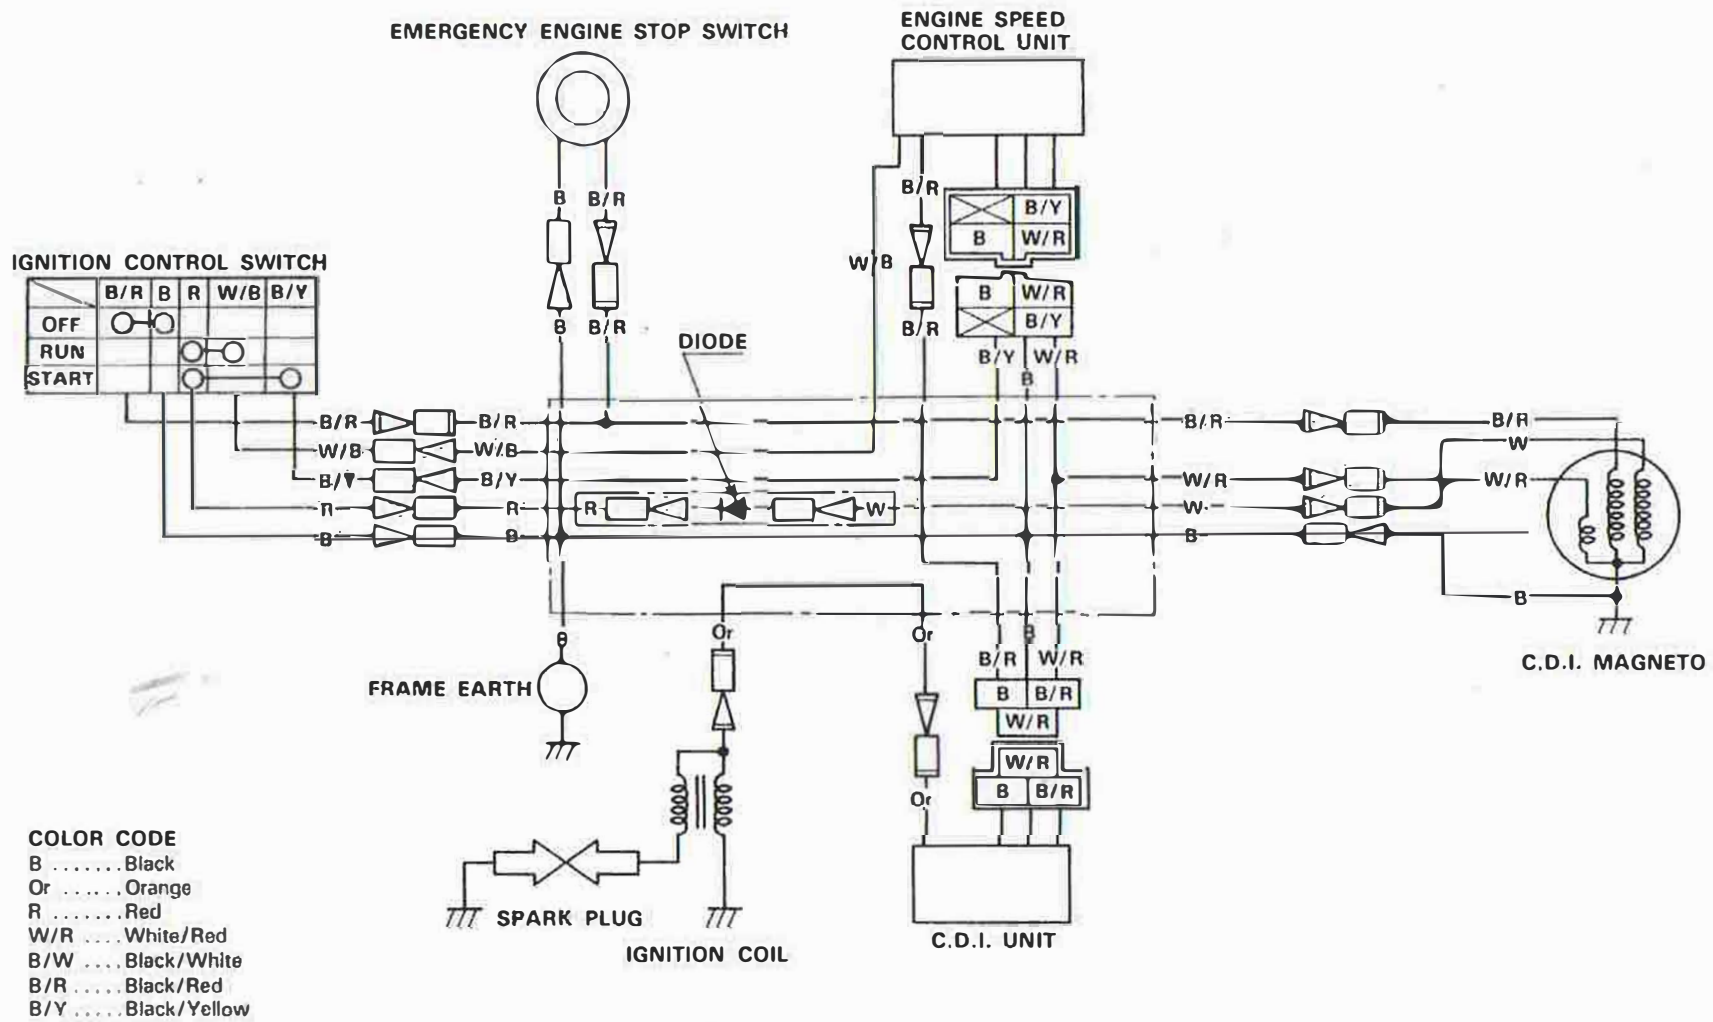 EMERGENCY ENGINE STOP SWITCH
ENGINE SPEED
CONTROL UNIT
B B/R
B/R
B/Y
B W/R
W/B
IGNITION CONTROL SWITCH
B/R B R W/B B/Y
OFF
RUN
START
B B/R
B/R
B W/R
B/Y
DIODE
B/Y W/R
B
B/R B/R
W/B W/B
B/Y
R
R W
B B
B/R B/R
W
W/R W/R
W
B
B
Or
Or
B
B
B/R W/R
B B/R
W/R
FRAME EARTH
C.D.I. MAGNETO
W/R
B B/R
Or
SPARK PLUG
IGNITION COIL
C.D.I. UNIT
COLOR CODE
B ....... Black
Or ...... Orange
R ....... Red
W/R .... White/Red
B/W .... Black/White
B/R ..... Black/Red
B/Y ..... Black/Yellow